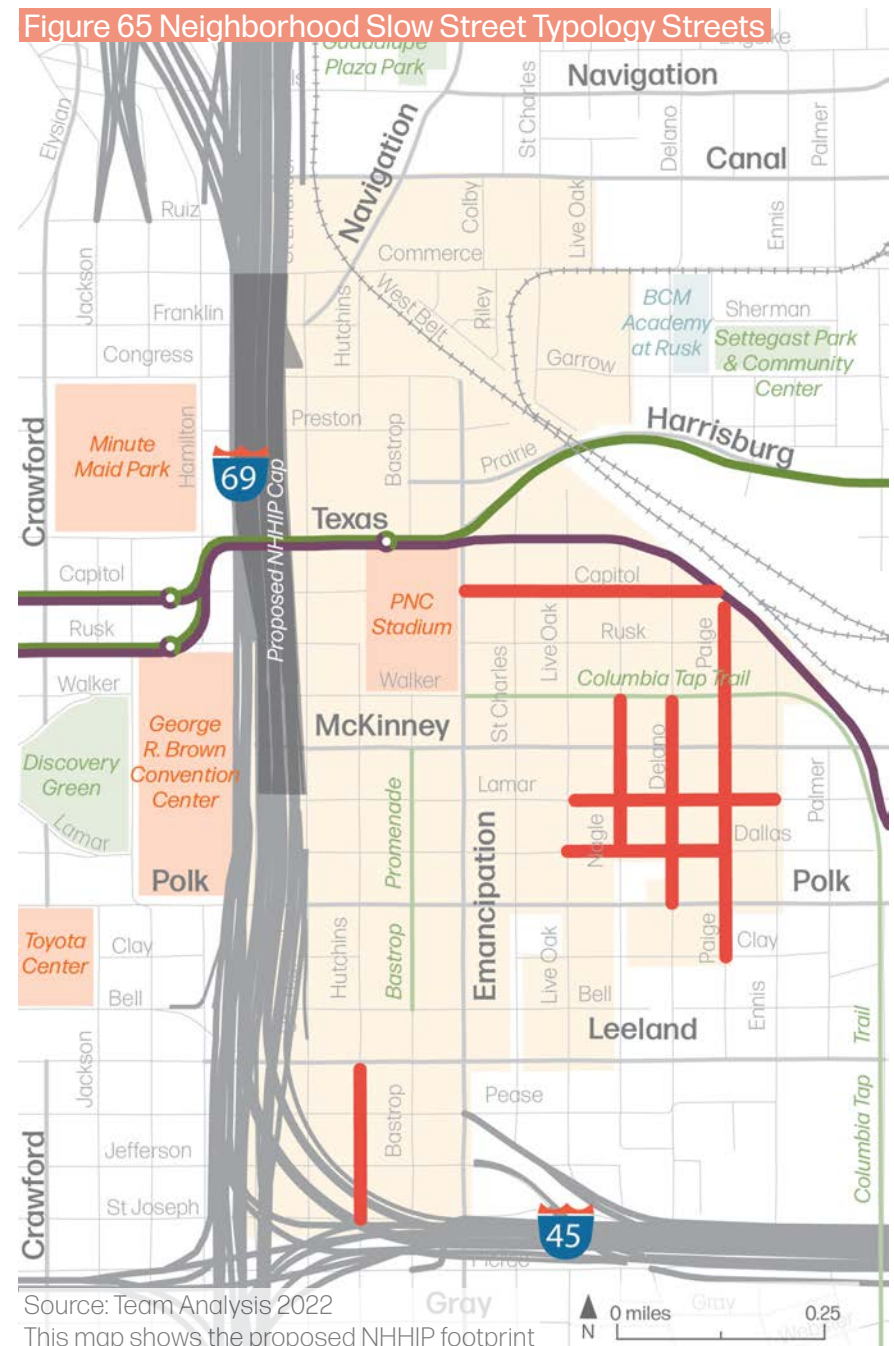 Figure 65 Neighborhood Slow Street Typology Streets
Guadalupe
Plaza Park
Navigation
Elysian
Navigation
St Charles
Delano
Palmer
Canal
Ruiz
Colby
Live Oak
Ennis
Commerce
Jackson
Franklin
Hutchins
West Belt
Riley
BCM
Academy
at Rusk
Sherman
Settegast Park
& Community
Center
Congress
Garrow
Crawford
Minute
Maid Park
Hamilton
Preston
Bastrop
Prairie
Harrisburg
69
Proposed NHHIP Cap
Texas
Capitol
Capitol
PNC
Stadium
Live Oak
Rusk
Rusk
Paige
St Charles
Walker
Walker
Columbia Tap Trail
George
R. Brown
Convention
Center
McKinney
Discovery
Green
Lamar
Promenade
Lamar
Delano
Palmer
Nagle
Dallas
Emancipation
Polk
Polk
Toyota
Center
Clay
Hutchins
Bastrop
Live Oak
Paige
Clay
Bell
Bell
Ennis
Leeland
Trail
Jackson
Bastrop
Pease
Columbia Tap
Crawford
Jefferson
St Joseph
45
Pierce
Source: Team Analysis 2022
Gray
Gray
Webster
N
0 miles
0.25
This map shows the proposed NHHIP footprint